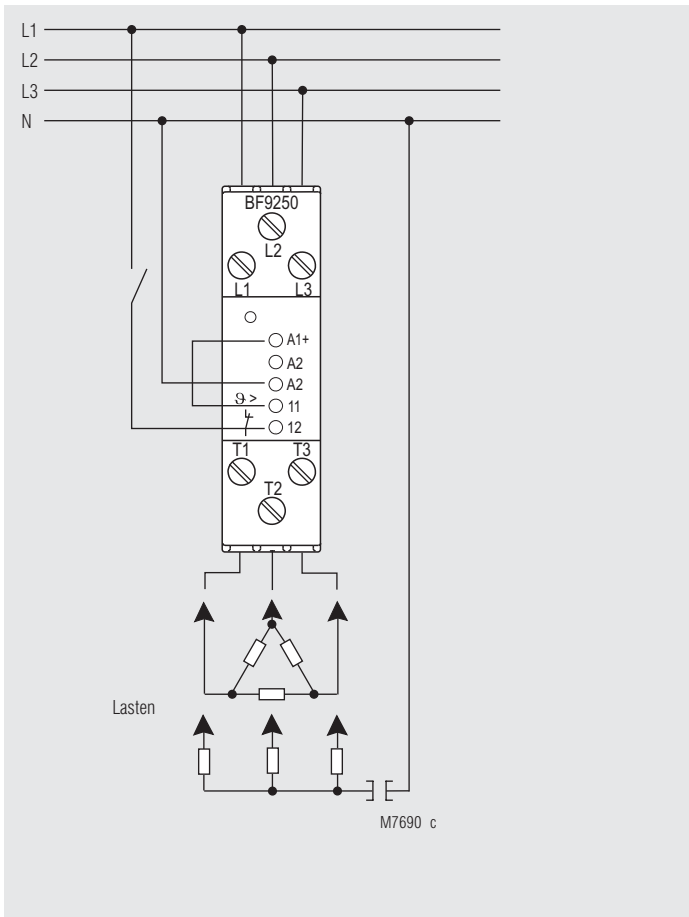 L1
L2
L3
N
BF9250
L2
L1 L3
A1+
A2
A2
ϑ > 11
12
T1 T3
T2
Lasten
M7690 c